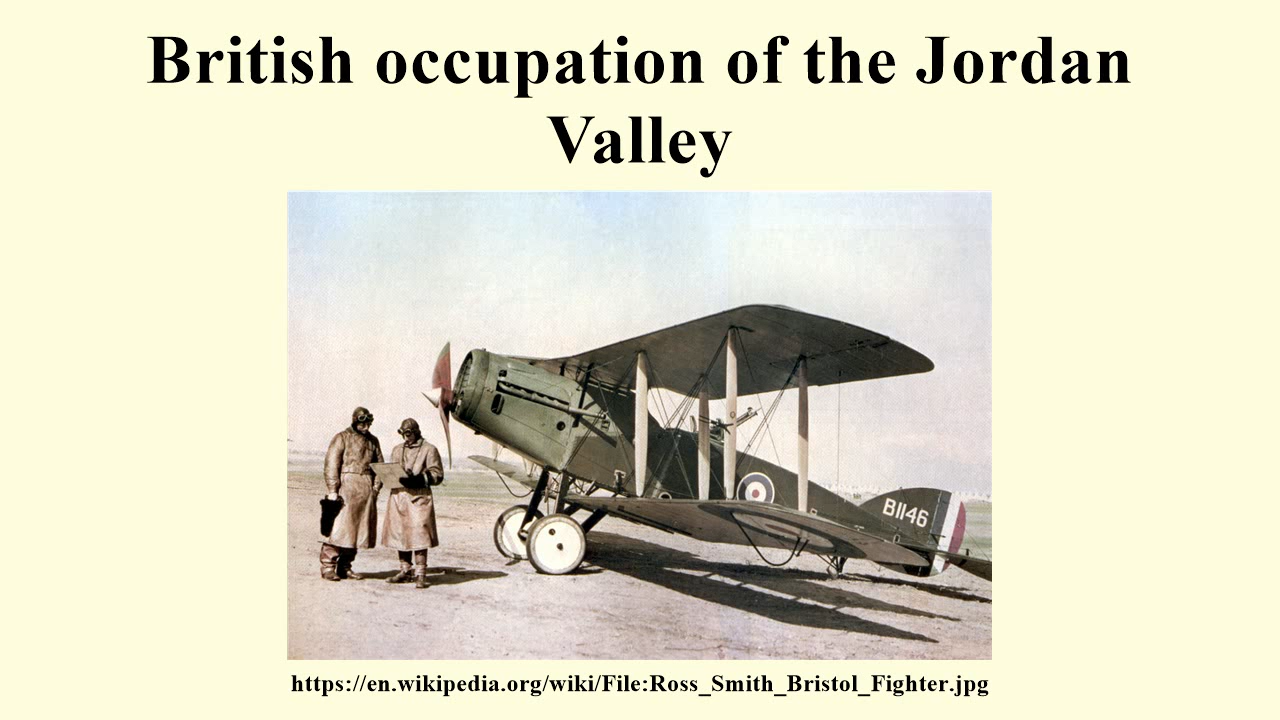 British occupation of the Jordan
Valley
B1146
https://en.wikipedia.org/wiki/File:Ross_Smith_Bristol_Fighter.jpg